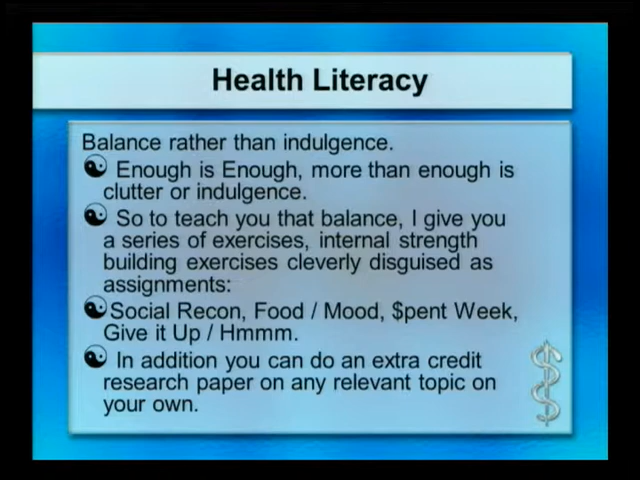 Health Literacy
Balance rather than indulgence.
Enough is Enough, more than enough is
clutter or indulgence.
So to teach you that balance, I give you
a series of exercises, internal strength
building exercises cleverly disguised as
assignments:
Social Recon, Food / Mood, $pent Week,
Give it Up / Hmmm.
In addition you can do an extra credit
research paper on any relevant topic on
your own.